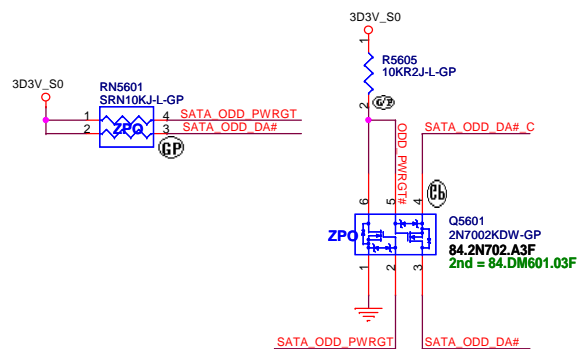 3D3V_S0
R5605
10KR2J-L-GP
1
2
GP
3D3V_S0
RN5601
SRN10KJ-L-GP
1
2
4
3
ZPO
SATA_ODD_PWRGT
SATA_ODD_DA#
GP
ODD_PWRGT#
SATA_ODD_DA#_C
6
5
4
ZPO
Q5601
2N7002KDW-GP
84.2N702.A3F
2nd = 84.DM601.03F
1
2
3
SATA_ODD_PWRGT
SATA_ODD_DA#